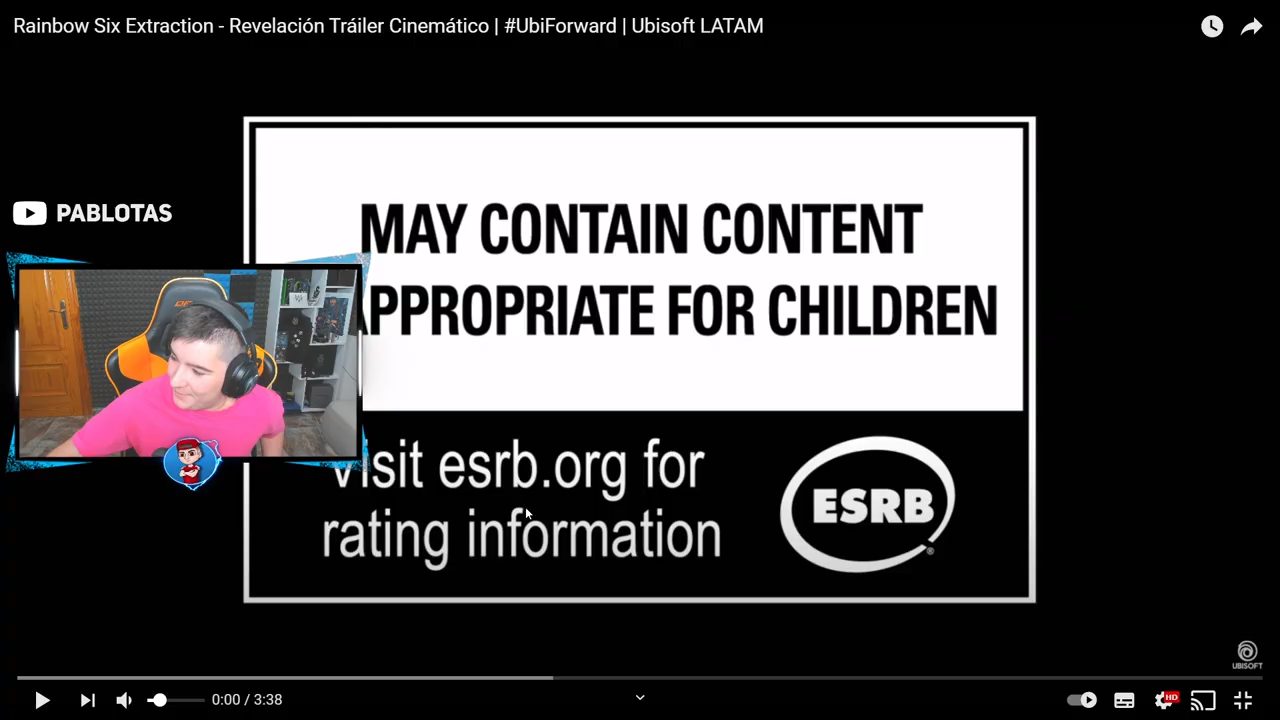 Rainbow Six Extraction - Revelación Tráiler Cinemático | #UbiForward | Ubisoft LATAM
MAY CONTAIN CONTENT
APPROPRIATE FOR CHILDREN
PABLOTAS
Visit esrb.org for
rating information
ESRB
UBISOFT
0:00 / 3:38
HD